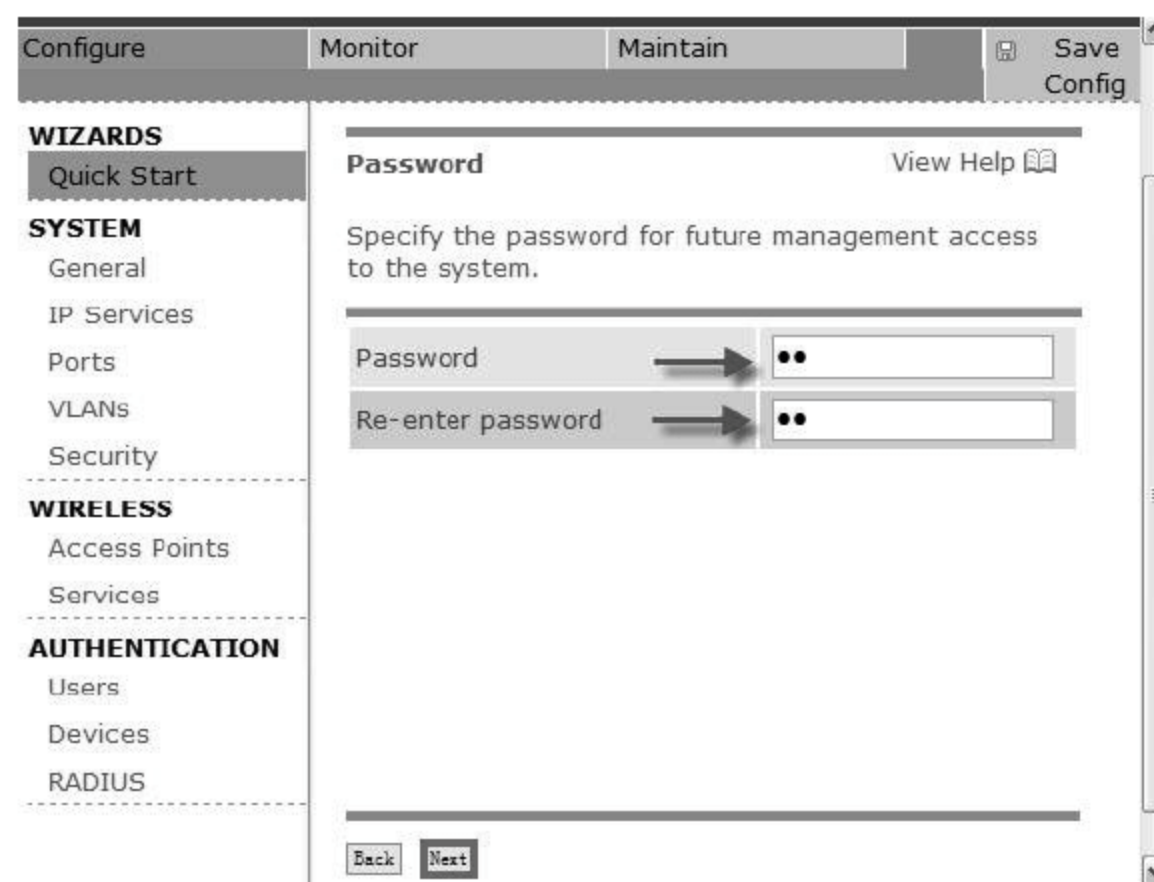 Configure Monitor Maintain Save
Config
WIZARDS
Quick Start
SYSTEM
General
IP Services
Ports
VLANs
Security
WIRELESS
Access Points
Services
AUTHENTICATION
Users
Devices
RADIUS
Password View Help
Specify the password for future management access
to the system.
Password ••
Re-enter password ••
Back Next